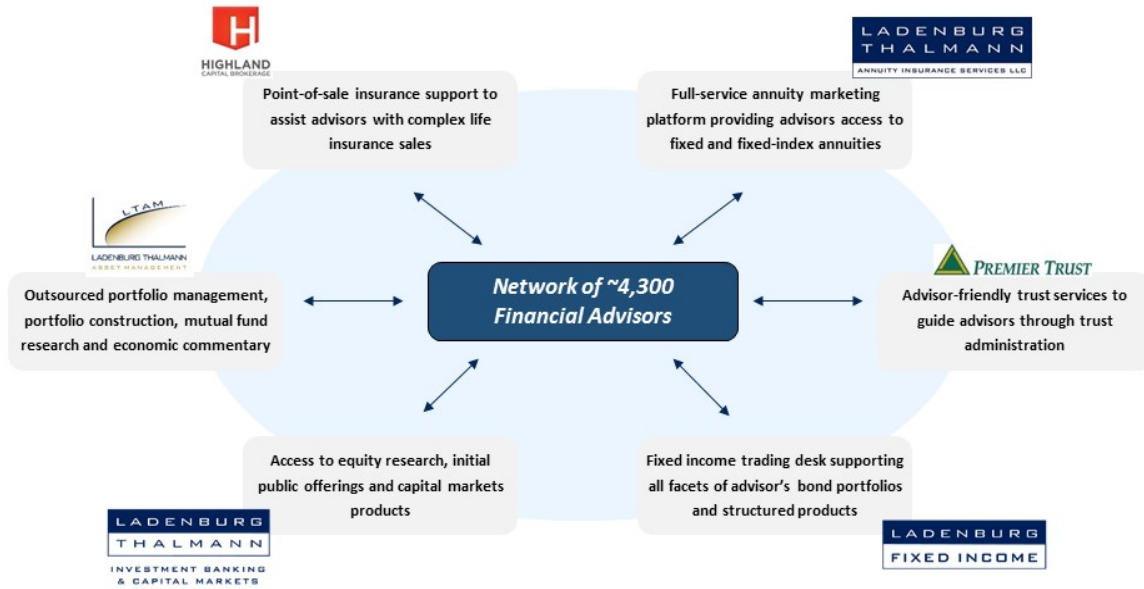 HIGHLAND
CAPITAL BROKERAGE
Point-of-sale insurance support to
assist advisors with complex life
insurance sales
LADENBURG
THALMANN
ANNUITY INSURANCE SERVICES LLC
Full-service annuity marketing
platform providing advisors access to
fixed and fixed-index annuities
LTAM
LADENBURG THALMANN
ASSET MANAGEMENT
Outsourced portfolio management,
portfolio construction, mutual fund
research and economic commentary
Network of ~4,300
Financial Advisors
PREMIER TRUST
Advisor-friendly trust services to
guide advisors through trust
administration
Access to equity research, initial
public offerings and capital markets
products
LADENBURG
THALMANN
INVESTMENT BANKING
& CAPITAL MARKETS
Fixed income trading desk supporting
all facets of advisor's bond portfolios
and structured products
LADENBURG
FIXED INCOME